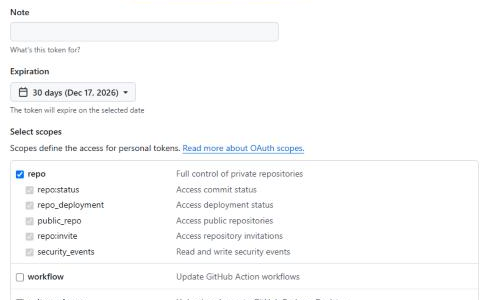 Note
What's this token for?
Expiration
30 days (Dec 17, 2026)
The token will expire on the selected date
Select scopes
Scopes define the access for personal tokens. Read more about OAuth scopes.
repo Full control of private repositories
repo:status Access commit status
repo_deployment Access deployment status
public_repo Access public repositories
repo:invite Access repository invitations
security_events Read and write security events
workflow Update GitHub Action workflows